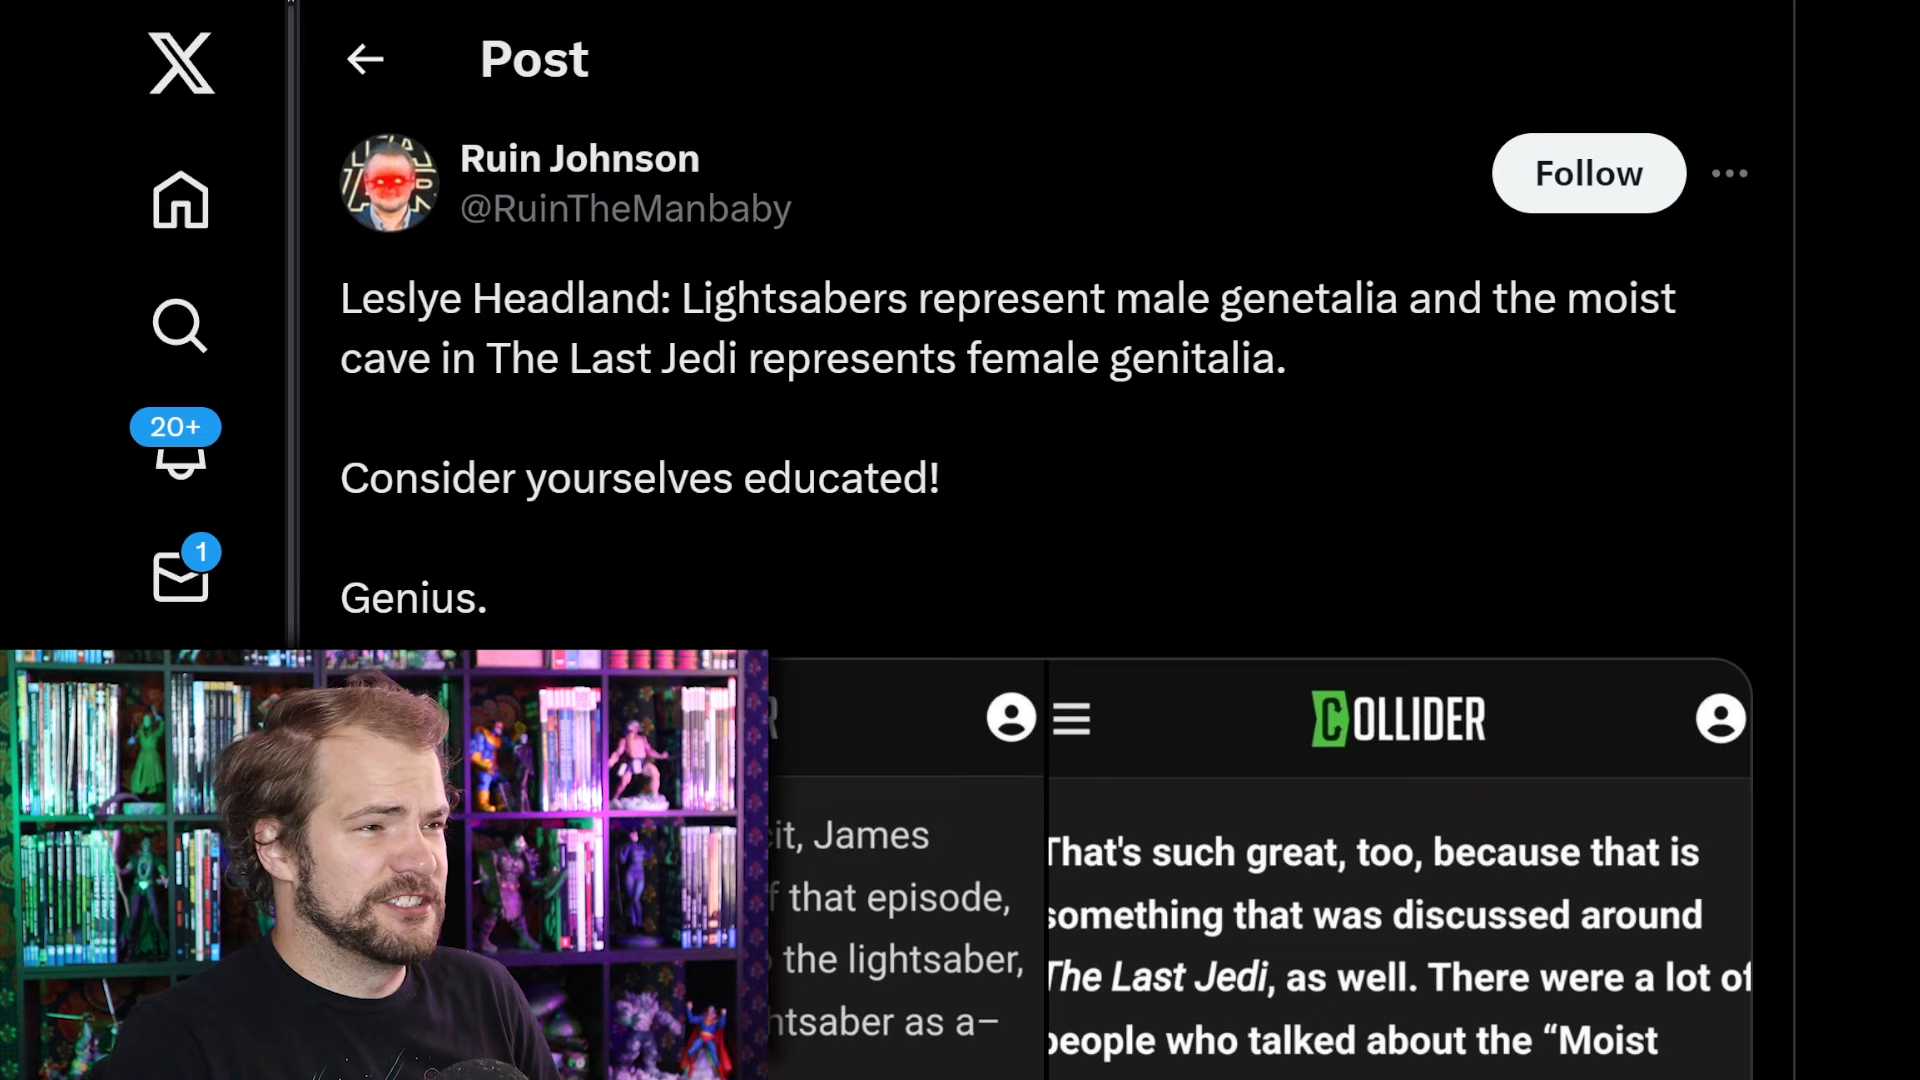 Post
Ruin Johnson
@RuinTheManbaby
Follow
Leslye Headland: Lightsabers represent male genetalia and the moist
cave in The Last Jedi represents female genitalia.
Consider yourselves educated!
Genius.
20+
1
COLLIDER
James
that episode,
the lightsaber,
as a–
That's such great, too, because that is
something that was discussed around
The Last Jedi, as well. There were a lot of
people who talked about the “Moist